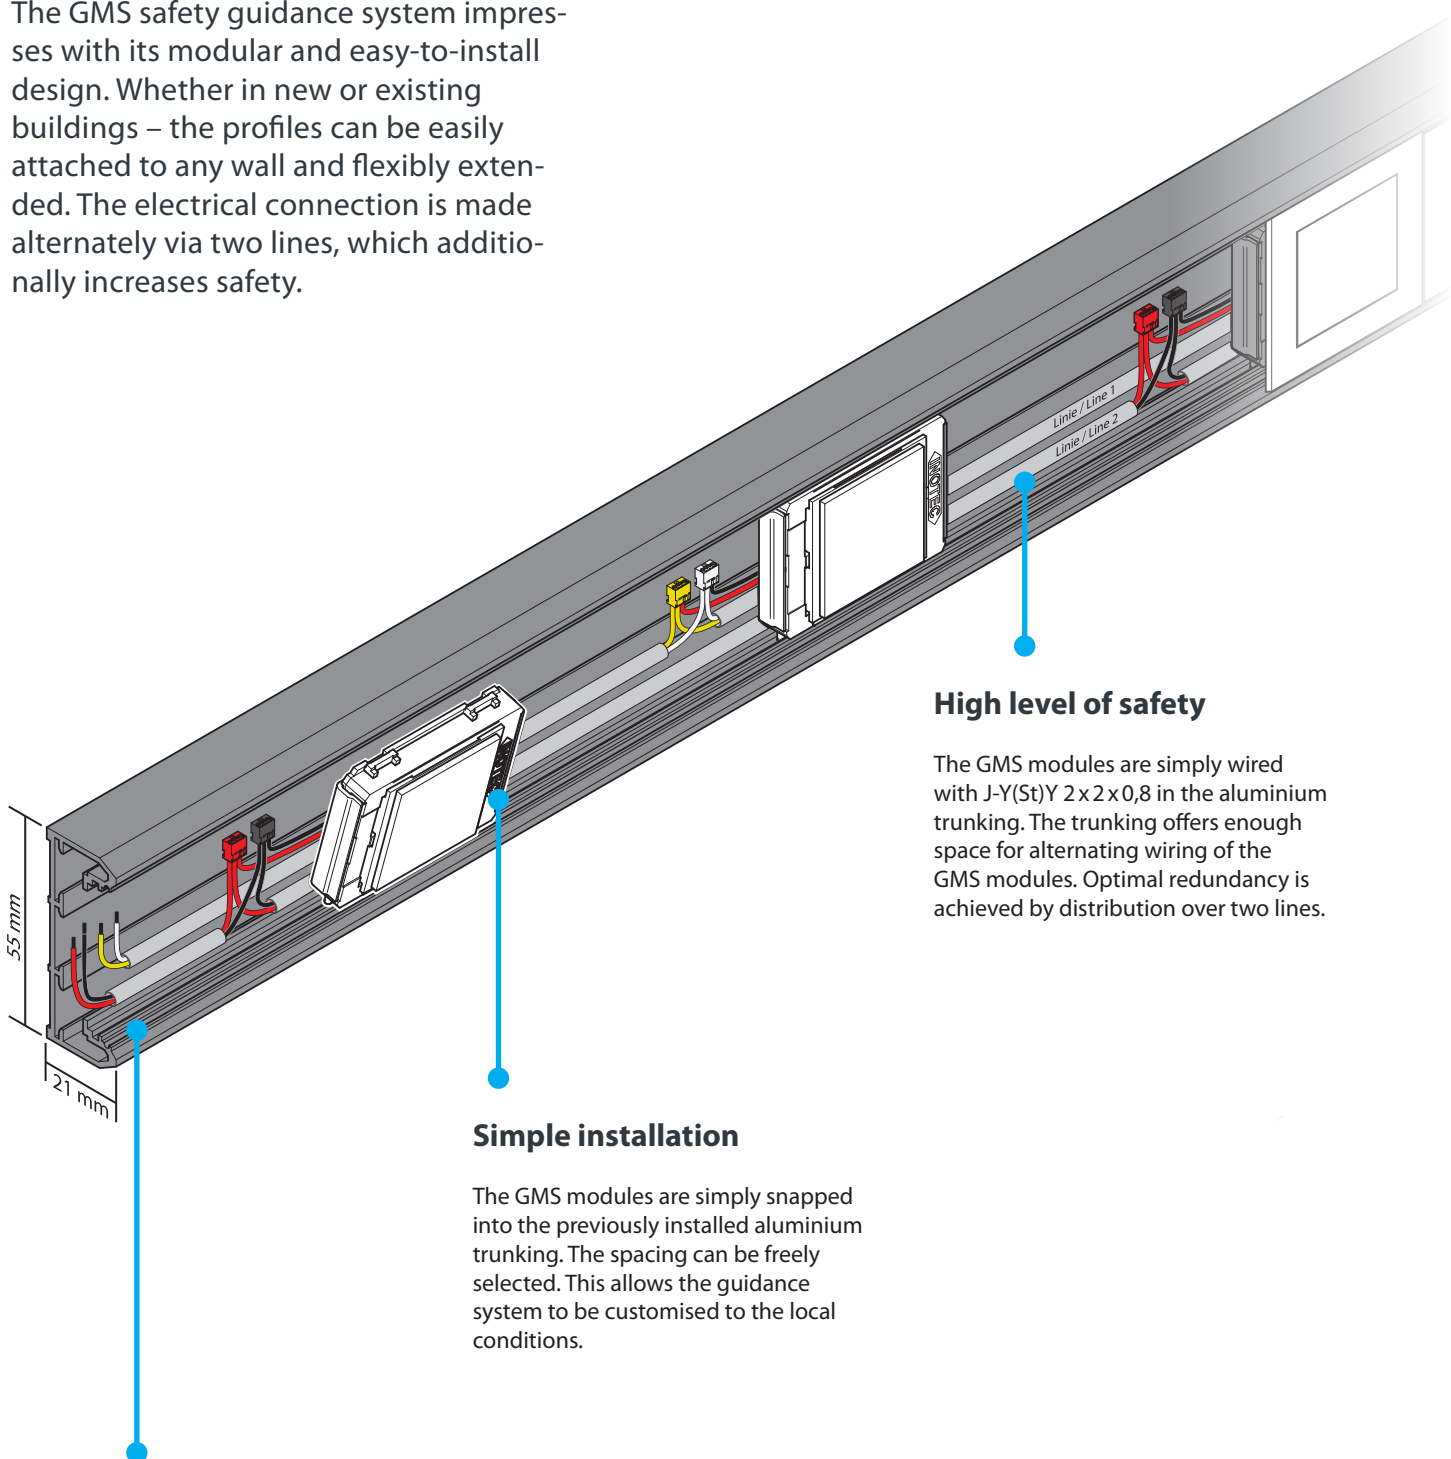 The GMS safety guidance system impres-
ses with its modular and easy-to-install
design. Whether in new or existing
buildings – the profiles can be easily
attached to any wall and flexibly exten-
ded. The electrical connection is made
alternately via two lines, which additio-
nally increases safety.
Linie / Line 1
Linie / Line 2
INOTEC
INOTEC
55 mm
21 mm
High level of safety
The GMS modules are simply wired
with J-Y(St)Y 2x2x0,8 in the aluminium
trunking. The trunking offers enough
space for alternating wiring of the
GMS modules. Optimal redundancy is
achieved by distribution over two lines.
Simple installation
The GMS modules are simply snapped
into the previously installed aluminium
trunking. The spacing can be freely
selected. This allows the guidance
system to be customised to the local
conditions.